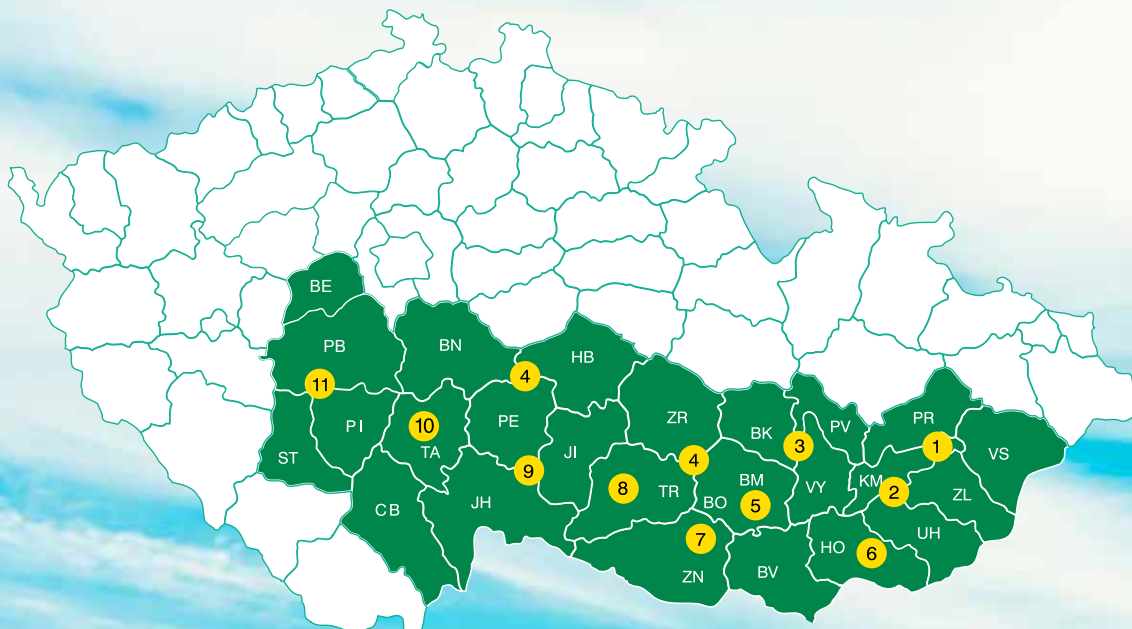 BE
PB
BN
HB
4
11
PI
10
TA
PE
ZR
BK
PV
PR
1
VS
ST
JI
3
4
9
8
TR
BM
BO
5
VY
KM
2
ZL
CB
JH
7
ZN
BV
HO
6
UH